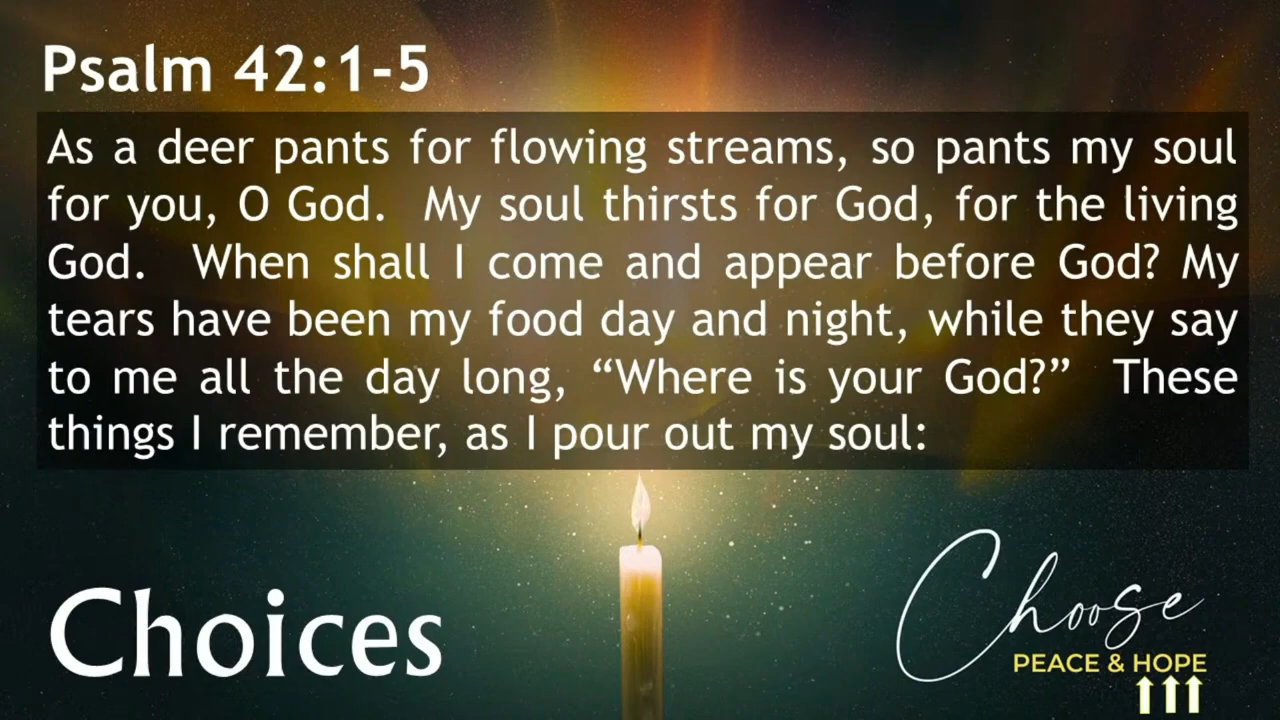 Psalm 42:1-5
As a deer pants for flowing streams, so pants my soul
for you, O God.  My soul thirsts for God, for the living
God.  When shall I come and appear before God? My
tears have been my food day and night, while they say
to me all the day long, “Where is your God?”  These
things I remember, as I pour out my soul:
Choices
Choose
PEACE & HOPE